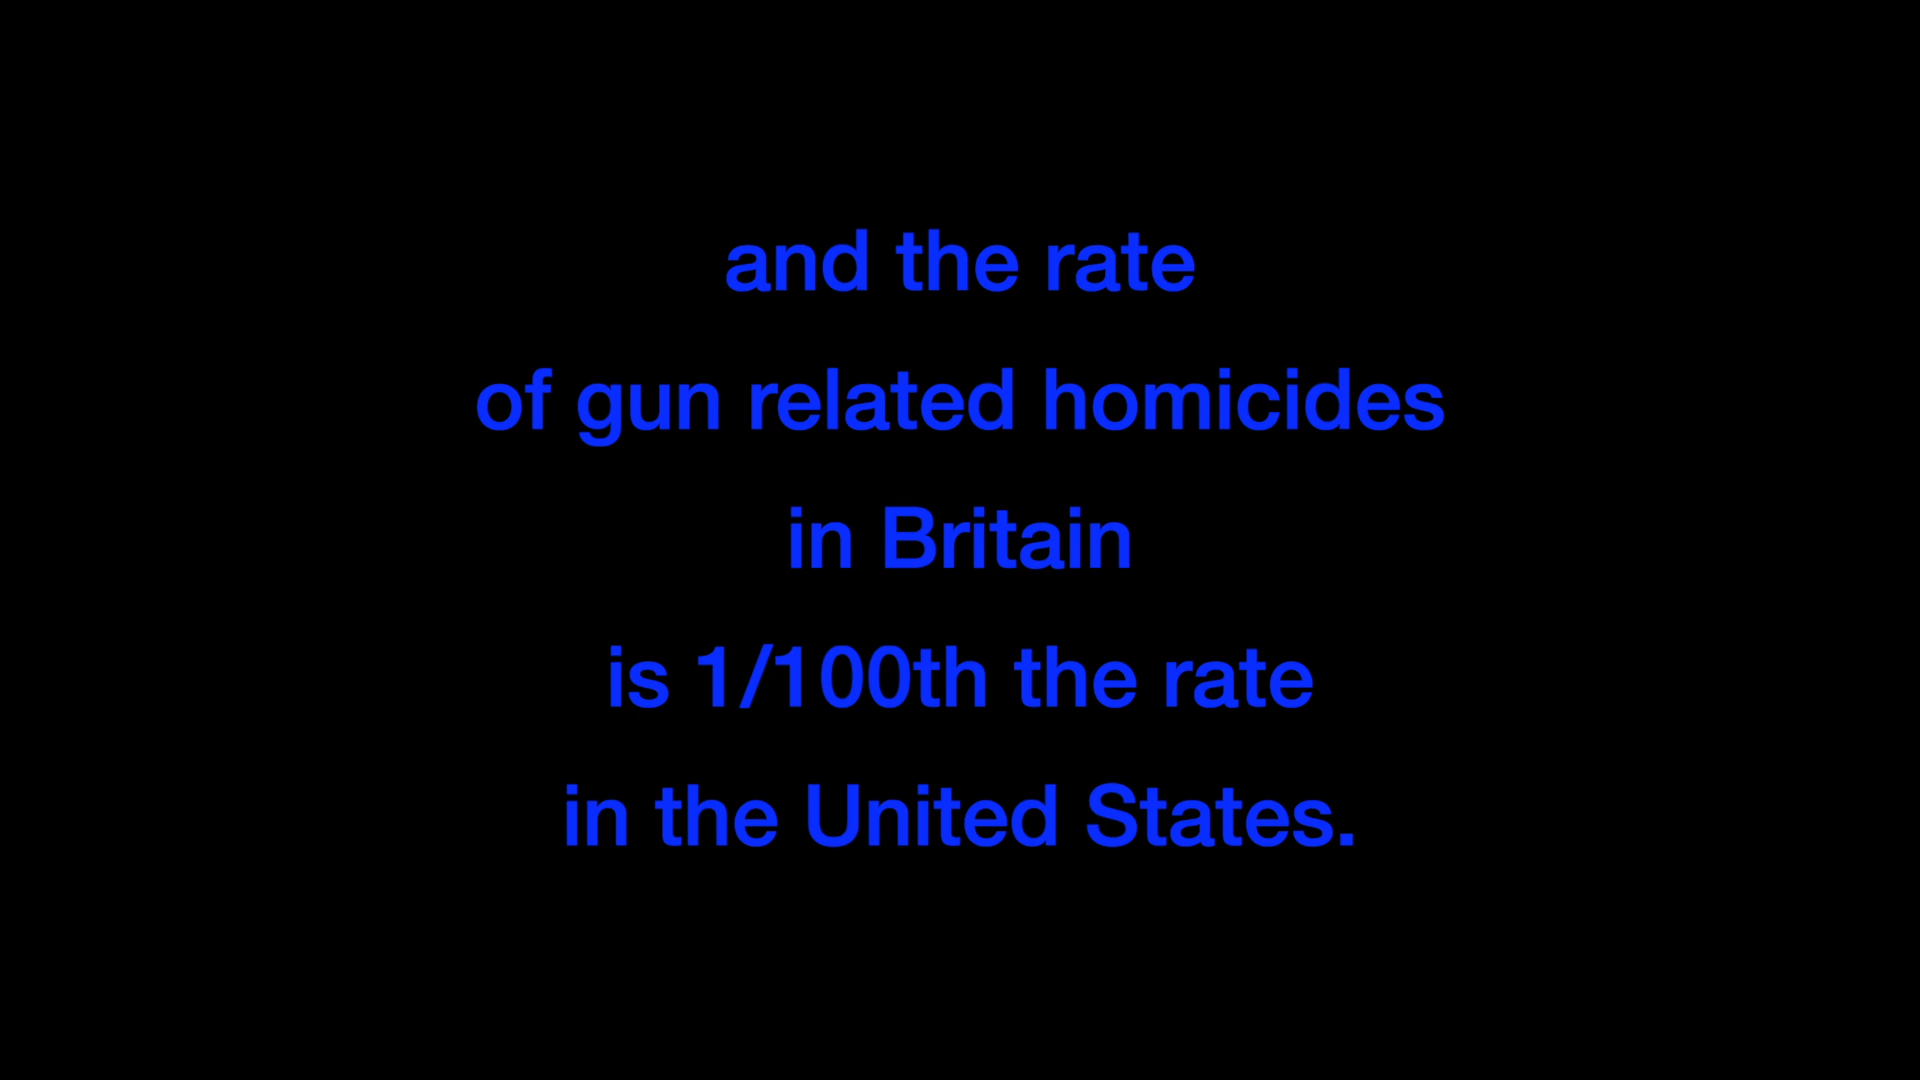 and the rate
of gun related homicides
in Britain
is 1/100th the rate
in the United States.